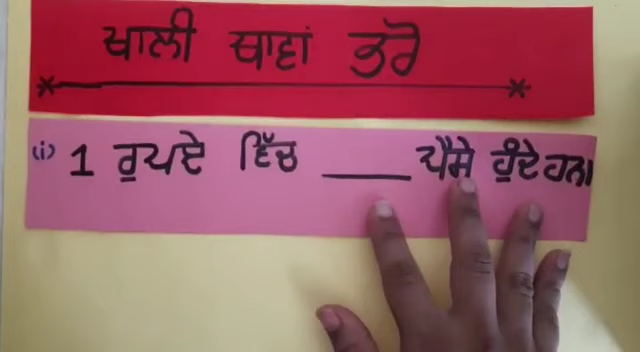 ਖਾਲੀ ਥਾਵਾਂ ਭਰੋ
(i) 1 ਰੁਪਏ ਵਿੱਚ ____ ਪੈਸੇ ਹੁੰਦੇ ਹਨ।